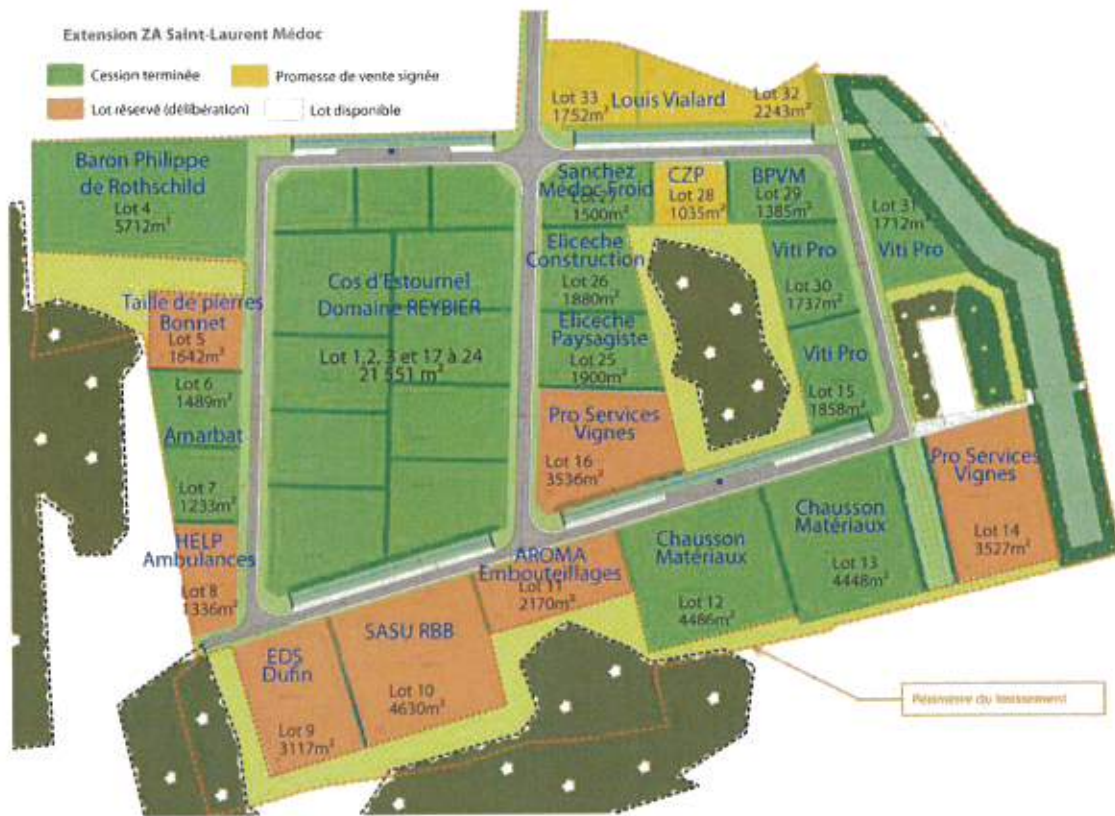 Extension ZA Saint-Laurent Médoc
Cession terminée
Promesse de vente signée
Lot réservé (délibération)
Lot disponible
Lot 33
1752m²
Louis Vialard
Lot 32
2243m²
Baron Philippe
de Rothschild
Lot 4
5712m²
Sanchez
Médoc Froid
Lot 27
1500m²
CZP
Lot 28
1035m²
BPVM
Lot 29
1385m²
Lot 31
1712m²
Viti Pro
Eliceche
Construction
Lot 26
1880m²
Viti Pro
Lot 30
1737m²
Cos d'Estournel
Domaine REYBIER
Lot 1,2, 3 et 17 à 24
21 551 m²
Taille de pierres
Bonnet
Lot 5
1642m²
Eliceche
Paysagiste
Lot 25
1900m²
Viti Pro
Lot 15
1858m²
Lot 6
1489m²
Amarbat
Lot 7
1233m²
Pro Services
Vignes
Lot 16
3536m²
Pro Services
Vignes
Lot 14
3527m²
HELP
Ambulances
Lot 8
1336m²
AROMA
Embouteillages
Lot 11
2170m²
Chausson
Matériaux
Lot 12
4486m²
Chausson
Matériaux
Lot 13
4448m²
EDS
Dufin
Lot 9
3117m²
SASU RBB
Lot 10
4630m²
Périmètre du lotissement